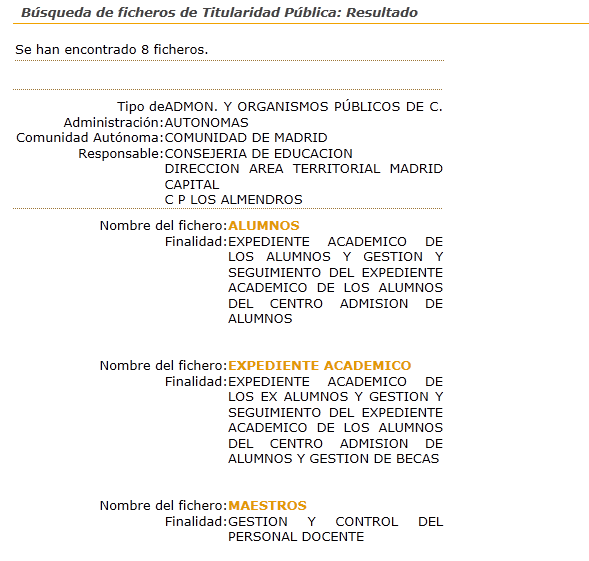 Búsqueda de ficheros de Titularidad Pública: Resultado
Se han encontrado 8 ficheros.
Tipo de ADMON. Y ORGANISMOS PÚBLICOS DE C.
Administración: AUTONOMAS
Comunidad Autónoma: COMUNIDAD DE MADRID
Responsable: CONSEJERIA DE EDUCACION
DIRECCION AREA TERRITORIAL MADRID
CAPITAL
C P LOS ALMENDROS
Nombre del fichero: ALUMNOS
Finalidad: EXPEDIENTE ACADEMICO DE
LOS ALUMNOS Y GESTION Y
SEGUIMIENTO DEL EXPEDIENTE
ACADEMICO DE LOS ALUMNOS
DEL CENTRO ADMISION DE
ALUMNOS
Nombre del fichero: EXPEDIENTE ACADEMICO
Finalidad: EXPEDIENTE ACADEMICO DE
LOS EX ALUMNOS Y GESTION Y
SEGUIMIENTO DEL EXPEDIENTE
ACADEMICO DE LOS ALUMNOS
DEL CENTRO ADMISION DE
ALUMNOS Y GESTION DE BECAS
Nombre del fichero: MAESTROS
Finalidad: GESTION Y CONTROL DEL
PERSONAL DOCENTE